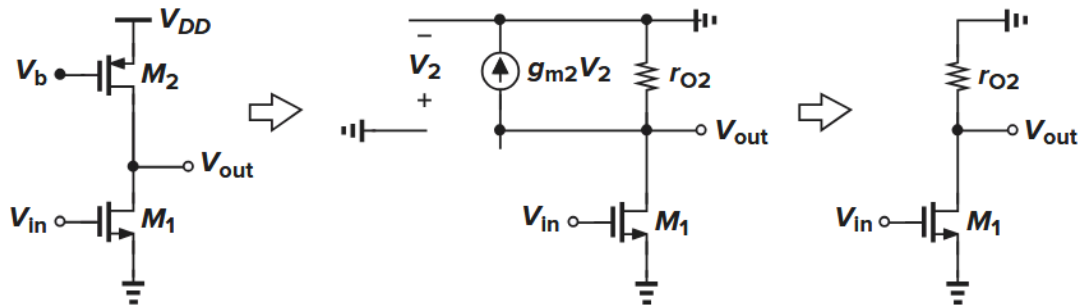 VDD
Vb
M2
Vout
Vin
M1
−
V2
+
gm2V2
rO2
Vout
Vin
M1
rO2
Vout
Vin
M1